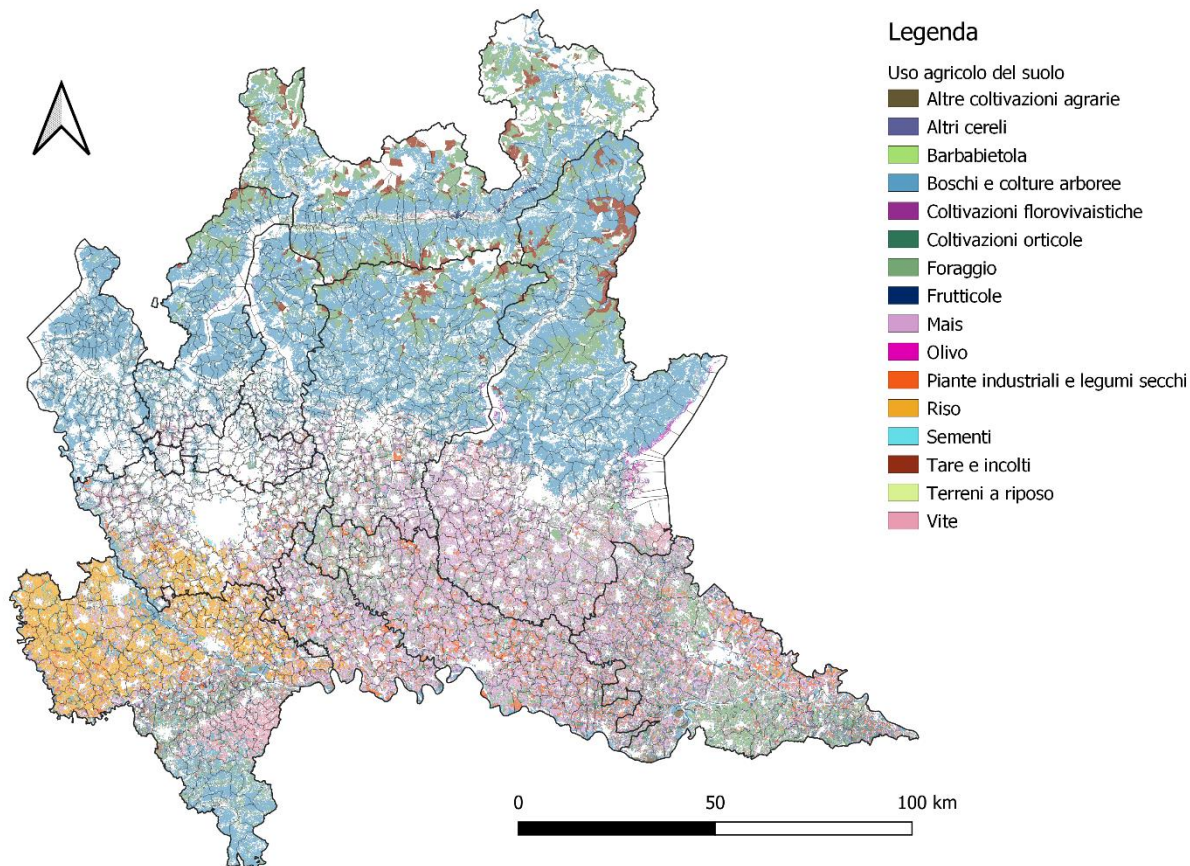 Legenda
Uso agricolo del suolo
Altre coltivazioni agrarie
Altri cereli
Barbabietola
Boschi e colture arboree
Coltivazioni florovivaistiche
Coltivazioni orticole
Foraggio
Frutticole
Mais
Olivo
Piante industriali e legumi secchi
Riso
Sementi
Tare e incolti
Terreni a riposo
Vite
0 50 100 km